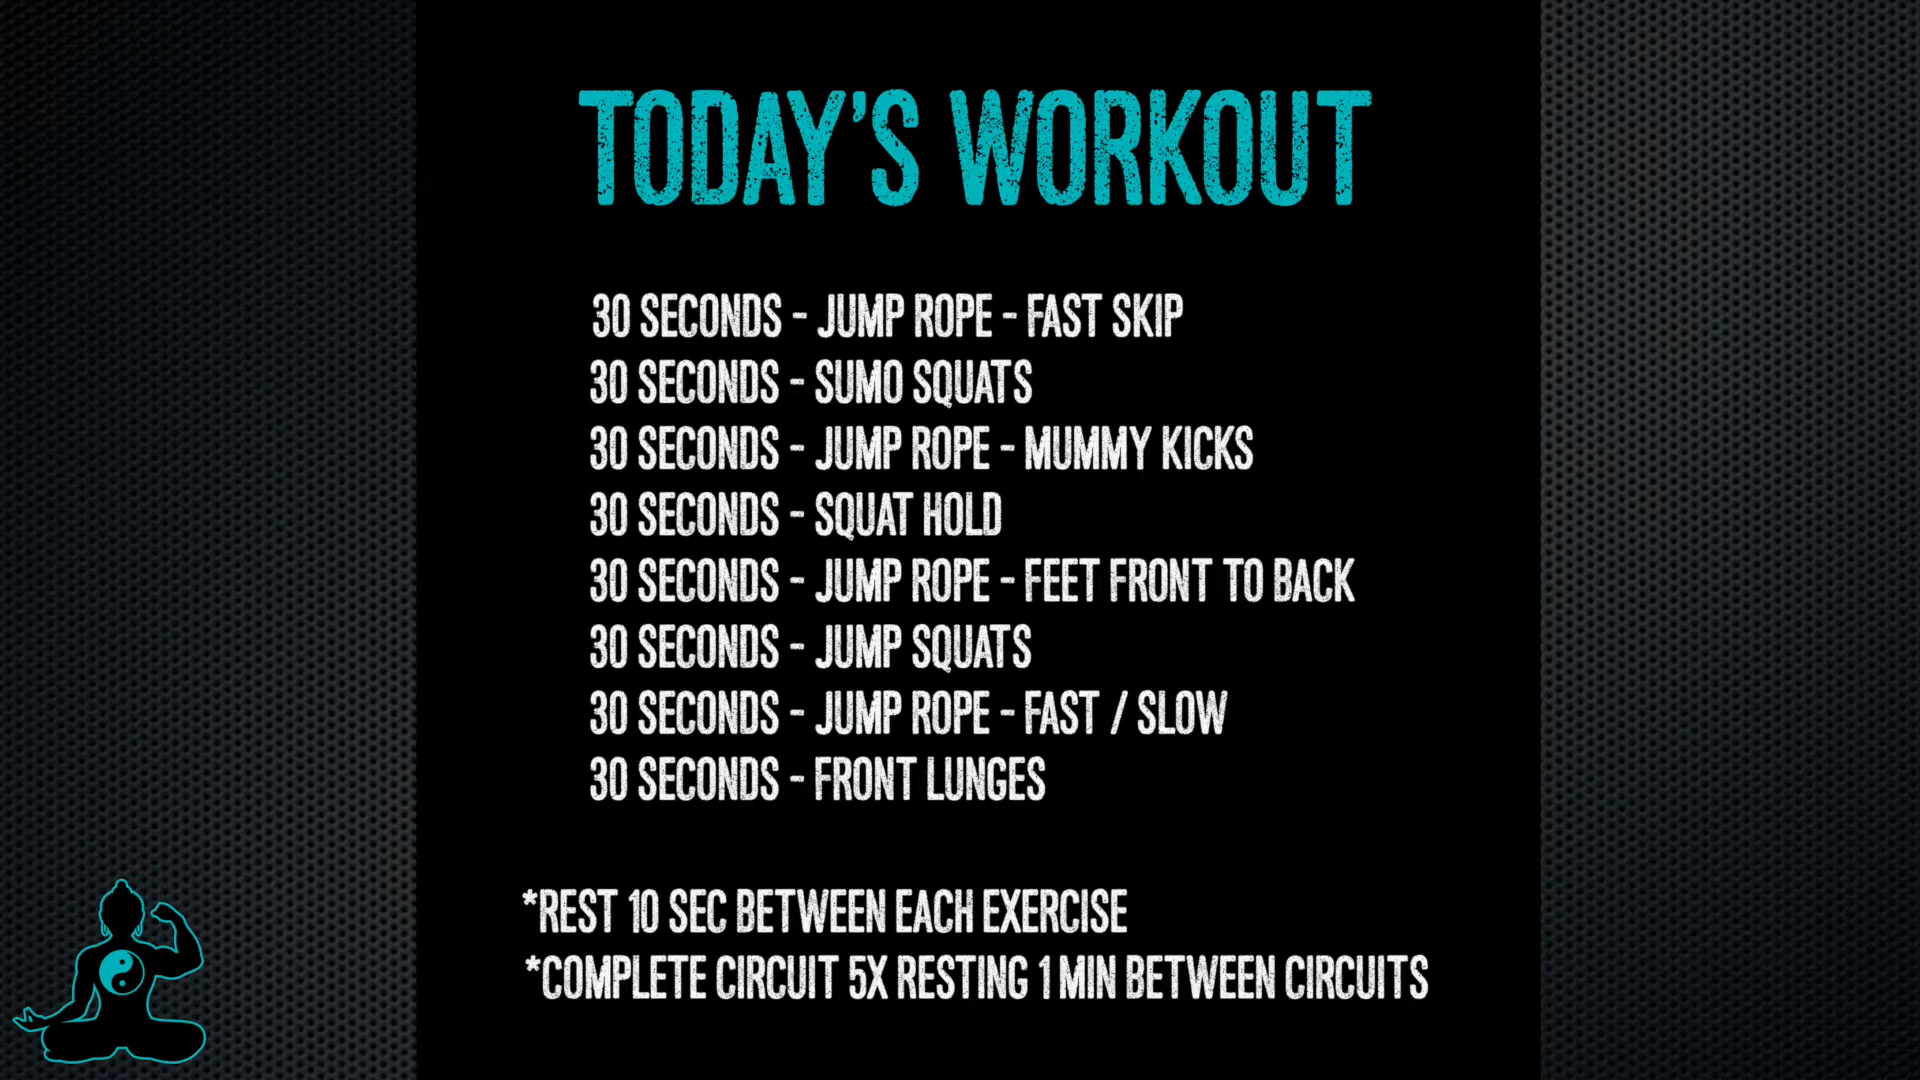 TODAY'S WORKOUT
30 SECONDS - JUMP ROPE - FAST SKIP
30 SECONDS - SUMO SQUATS
30 SECONDS - JUMP ROPE - MUMMY KICKS
30 SECONDS - SQUAT HOLD
30 SECONDS - JUMP ROPE - FEET FRONT TO BACK
30 SECONDS - JUMP SQUATS
30 SECONDS - JUMP ROPE - FAST / SLOW
30 SECONDS - FRONT LUNGES
*REST 10 SEC BETWEEN EACH EXERCISE
*COMPLETE CIRCUIT 5X RESTING 1 MIN BETWEEN CIRCUITS